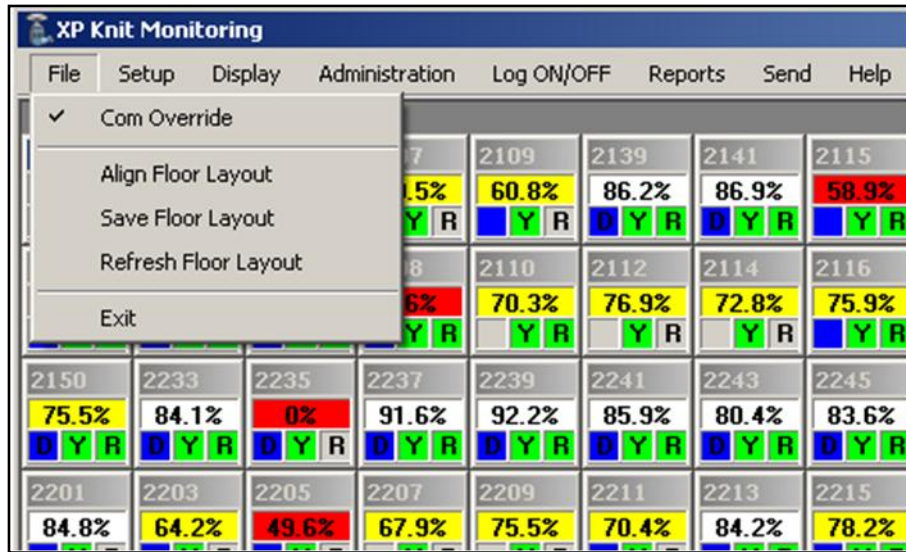 XP Knit Monitoring
File Setup Display Administration Log ON/OFF Reports Send Help
Com Override
Align Floor Layout
Save Floor Layout
Refresh Floor Layout
Exit
2109 2139 2141 2115
60.8% 86.2% 86.9% 58.9%
Y R Y R D Y R D Y R Y R
2110 2112 2114 2116
70.3% 76.9% 72.8% 75.9%
Y R Y R Y R Y R Y R
2150 2233 2235 2237 2239 2241 2243 2245
75.5% 84.1% 0% 91.6% 92.2% 85.9% 80.4% 83.6%
D Y R D Y R D Y R D Y R D Y R D Y R D Y R D Y R
2201 2203 2205 2207 2209 2211 2213 2215
84.8% 64.2% 49.6% 67.9% 75.5% 70.4% 84.2% 78.2%